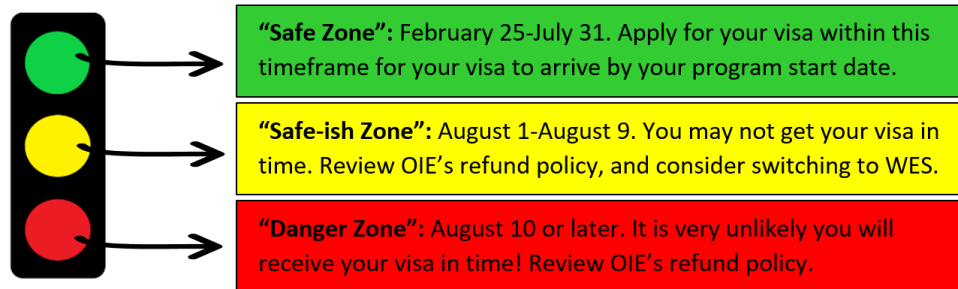 “Safe Zone”: February 25-July 31. Apply for your visa within this
timeframe for your visa to arrive by your program start date.
“Safe-ish Zone”: August 1-August 9. You may not get your visa in
time. Review OIE’s refund policy, and consider switching to WES.
“Danger Zone”: August 10 or later. It is very unlikely you will
receive your visa in time! Review OIE’s refund policy.